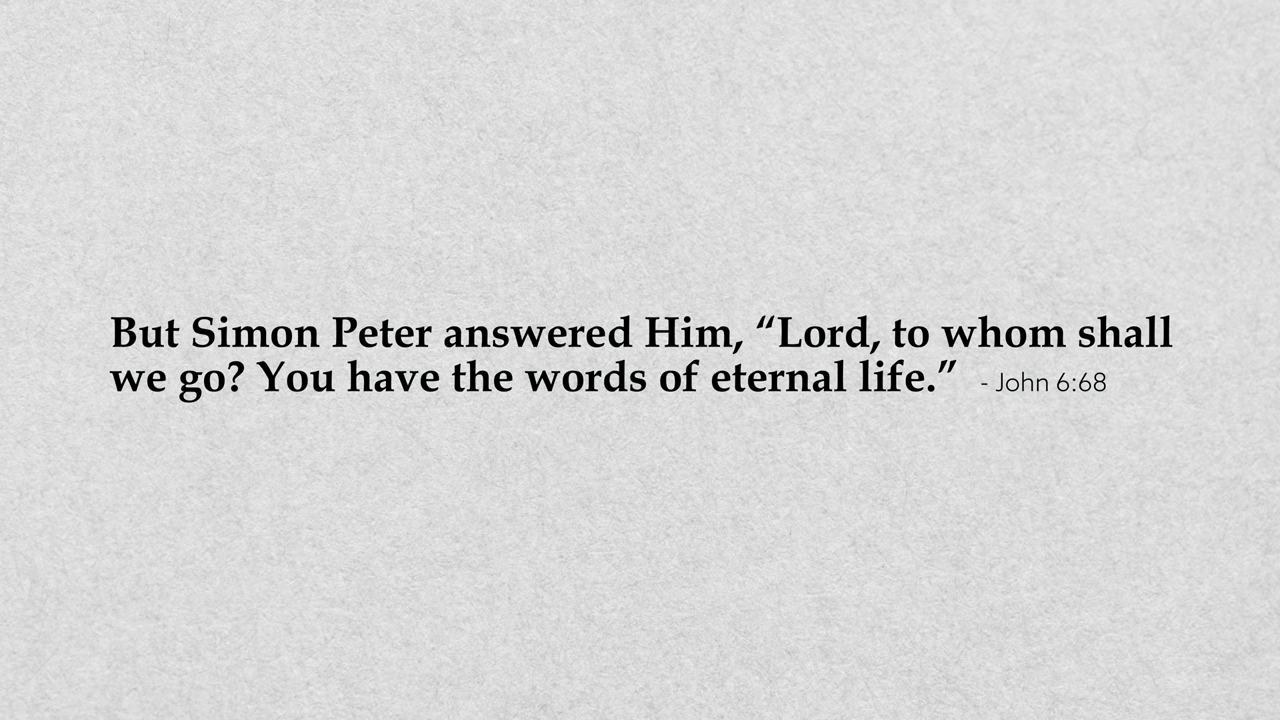 But Simon Peter answered Him, “Lord, to whom shall
we go? You have the words of eternal life.” - John 6:68